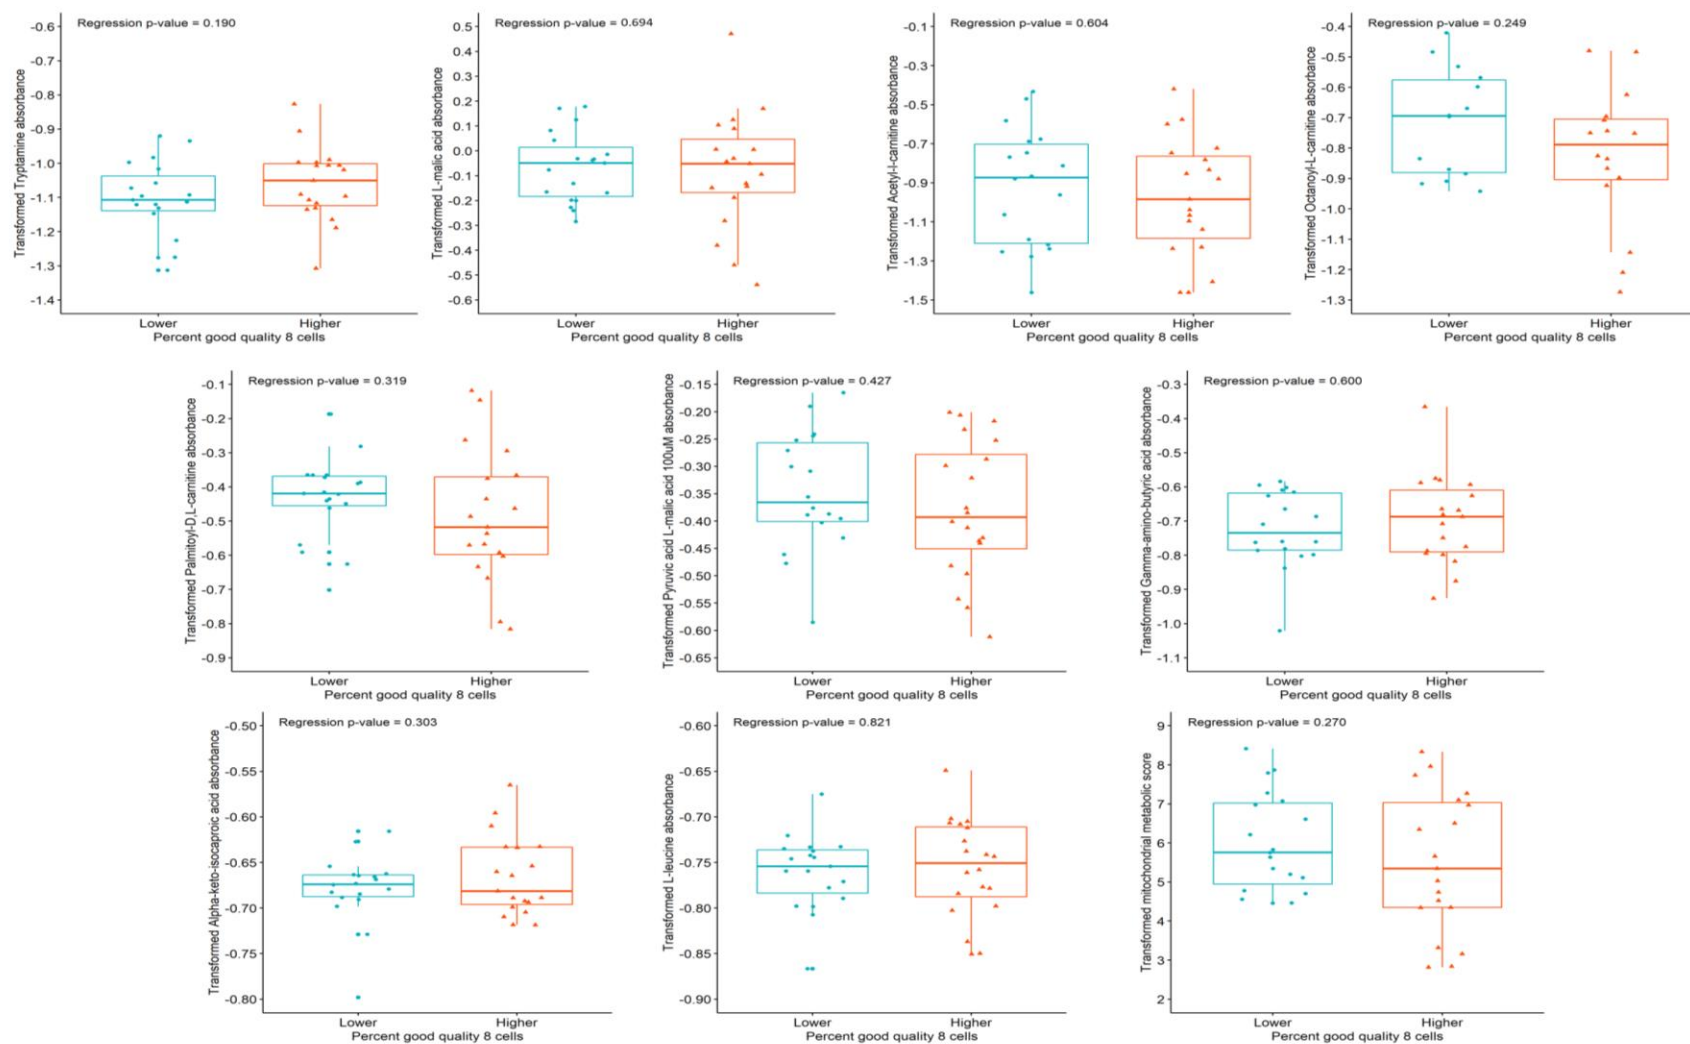 Regression p-value = 0.190
Transformed Tryptamine absorbance
-0.6
-0.7
-0.8
-0.9
-1.0
-1.1
-1.2
-1.3
-1.4
Lower
Higher
Percent good quality 8 cells
Regression p-value = 0.694
Transformed L-malic acid absorbance
0.5
0.4
0.3
0.2
0.1
0.0
-0.1
-0.2
-0.3
-0.4
-0.5
-0.6
Lower
Higher
Percent good quality 8 cells
Regression p-value = 0.604
Transformed Acetyl-carnitine absorbance
-0.1
-0.3
-0.5
-0.7
-0.9
-1.1
-1.3
-1.5
Lower
Higher
Percent good quality 8 cells
Regression p-value = 0.249
Transformed Octanoyl-L-carnitine absorbance
-0.4
-0.5
-0.6
-0.7
-0.8
-0.9
-1.0
-1.1
-1.2
-1.3
Lower
Higher
Percent good quality 8 cells
Regression p-value = 0.319
Transformed Palmitoyl-D,L-carnitine absorbance
-0.1
-0.2
-0.3
-0.4
-0.5
-0.6
-0.7
-0.8
-0.9
Lower
Higher
Percent good quality 8 cells
Regression p-value = 0.427
Transformed Pyruvic acid L-malic acid 100uM absorbance
-0.15
-0.20
-0.25
-0.30
-0.35
-0.40
-0.45
-0.50
-0.55
-0.60
-0.65
Lower
Higher
Percent good quality 8 cells
Regression p-value = 0.600
Transformed Gamma-amino-butyric acid absorbance
-0.3
-0.4
-0.5
-0.6
-0.7
-0.8
-0.9
-1.0
-1.1
Lower
Higher
Percent good quality 8 cells
Regression p-value = 0.303
Transformed Alpha-keto-isocaproic acid absorbance
-0.50
-0.55
-0.60
-0.65
-0.70
-0.75
-0.80
Lower
Higher
Percent good quality 8 cells
Regression p-value = 0.821
Transformed L-leucine absorbance
-0.60
-0.65
-0.70
-0.75
-0.80
-0.85
-0.90
Lower
Higher
Percent good quality 8 cells
Regression p-value = 0.270
Transformed mitochondrial metabolic score
9
8
7
6
5
4
3
2
Lower
Higher
Percent good quality 8 cells